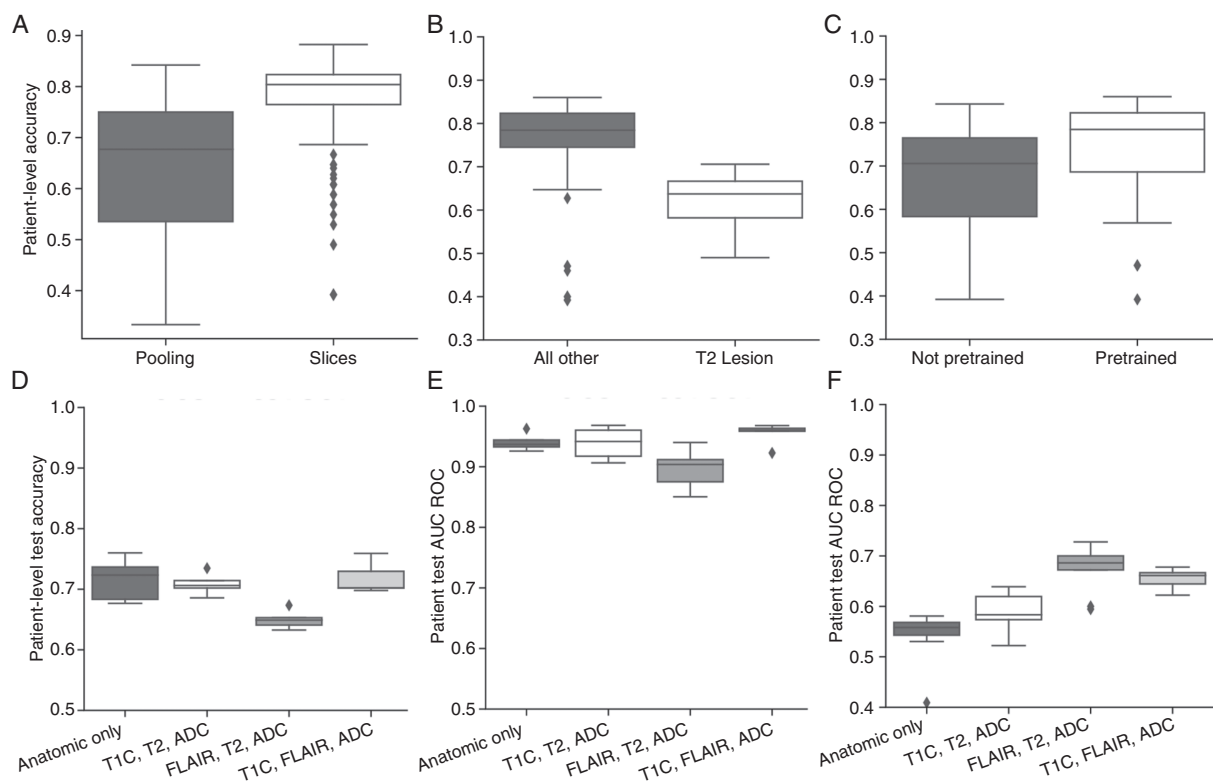 A
Patient-level accuracy
0.9
0.8
0.7
0.6
0.5
0.4
Pooling
Slices
B
1.0
0.9
0.8
0.7
0.6
0.5
0.4
0.3
All other
T2 Lesion
C
1.0
0.9
0.8
0.7
0.6
0.5
0.4
0.3
Not pretrained
Pretrained
D
Patient-level test accuracy
1.0
0.9
0.8
0.7
0.6
0.5
Anatomic only
T1C, T2, ADC
FLAIR, T2, ADC
T1C, FLAIR, ADC
E
Patient test AUC ROC
1.0
0.9
0.8
0.7
0.6
0.5
Anatomic only
T1C, T2, ADC
FLAIR, T2, ADC
T1C, FLAIR, ADC
F
Patient test AUC ROC
1.0
0.9
0.8
0.7
0.6
0.5
0.4
Anatomic only
T1C, T2, ADC
FLAIR, T2, ADC
T1C, FLAIR, ADC